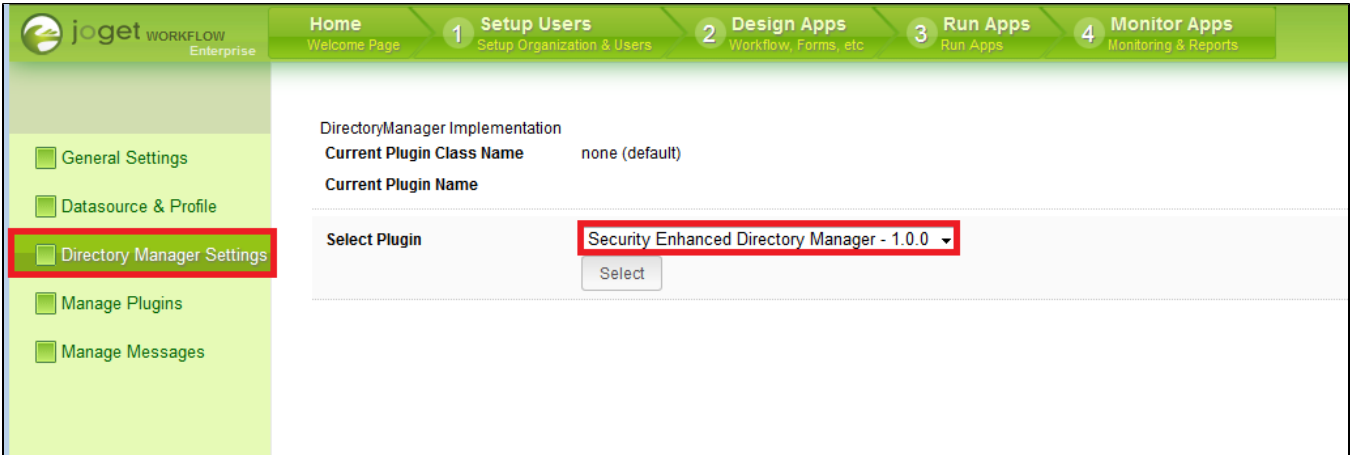 joget WORKFLOW
Enterprise
Home
Welcome Page
1 Setup Users
Setup Organization & Users
2 Design Apps
Workflow, Forms, etc
3 Run Apps
Run Apps
4 Monitor Apps
Monitoring & Reports
General Settings
Datasource & Profile
Directory Manager Settings
Manage Plugins
Manage Messages
DirectoryManager Implementation
Current Plugin Class Name none (default)
Current Plugin Name
Select Plugin Security Enhanced Directory Manager - 1.0.0
Select